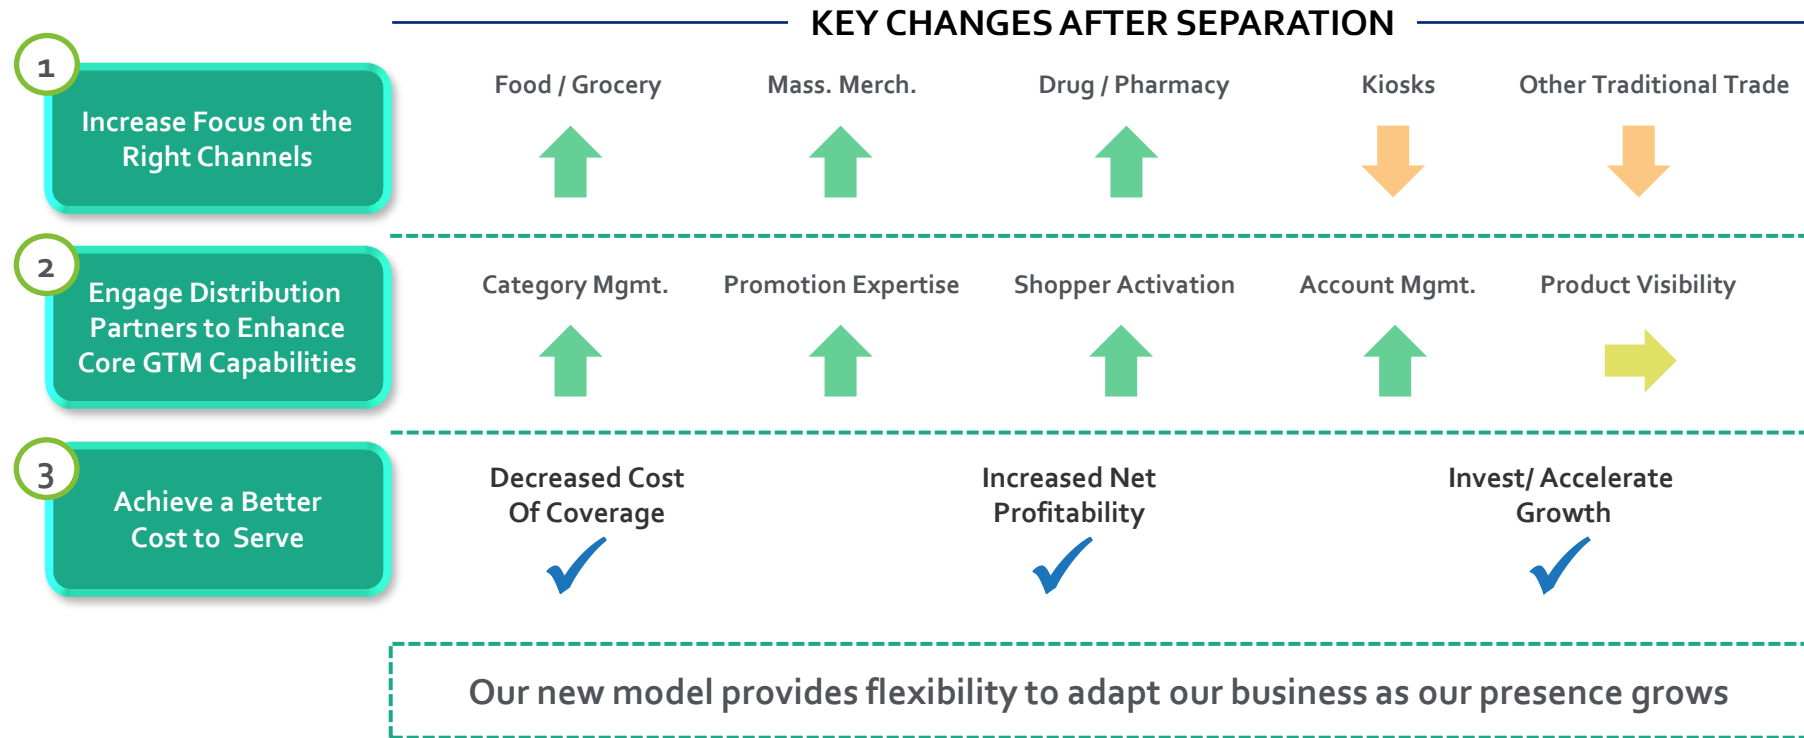 KEY CHANGES AFTER SEPARATION
1
Increase Focus on the
Right Channels
Food / Grocery
Mass. Merch.
Drug / Pharmacy
Kiosks
Other Traditional Trade
2
Engage Distribution
Partners to Enhance
Core GTM Capabilities
Category Mgmt.
Promotion Expertise
Shopper Activation
Account Mgmt.
Product Visibility
3
Achieve a Better
Cost to Serve
Decreased Cost
Of Coverage
Increased Net
Profitability
Invest/ Accelerate
Growth
Our new model provides flexibility to adapt our business as our presence grows